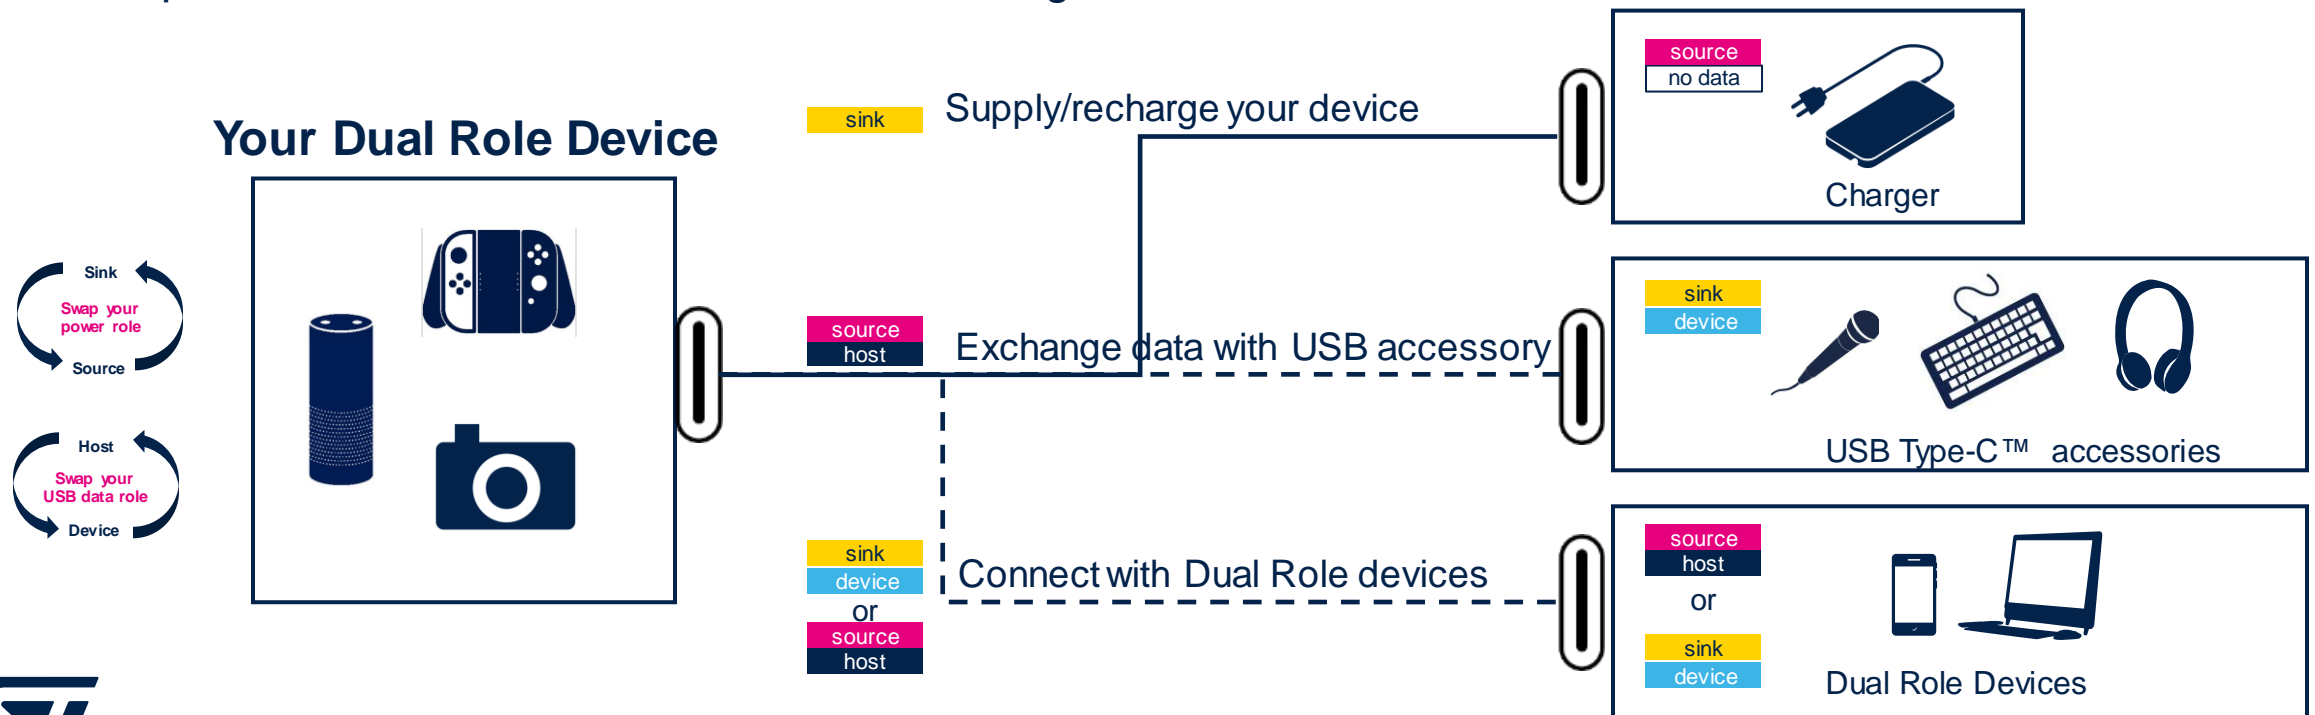 source
no data
Charger
sink
Supply/recharge your device
Your Dual Role Device
Sink
Swap your
power role
Source
Host
Swap your
USB data role
Device
source
host
Exchange data with USB accessory
sink
device
USB Type-C™ accessories
sink
device
or
source
host
Connect with Dual Role devices
source
host
or
sink
device
Dual Role Devices